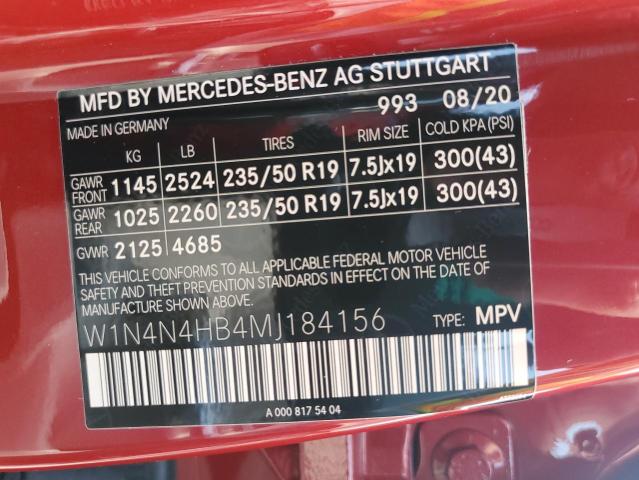 MFD BY MERCEDES-BENZ AG STUTTGART
993 08/20
MADE IN GERMANY
KG LB TIRES RIM SIZE COLD KPA (PSI)
GAWR FRONT 1145 2524 235/50 R19 7.5Jx19 300(43)
GAWR REAR 1025 2260 235/50 R19 7.5Jx19 300(43)
GVWR 2125 4685
THIS VEHICLE CONFORMS TO ALL APPLICABLE FEDERAL MOTOR VEHICLE
SAFETY AND THEFT PREVENTION STANDARDS IN EFFECT ON THE DATE OF
MANUFACTURE SHOWN ABOVE.
W1N4N4HB4MJ184156 TYPE: MPV
A 000 817 54 04